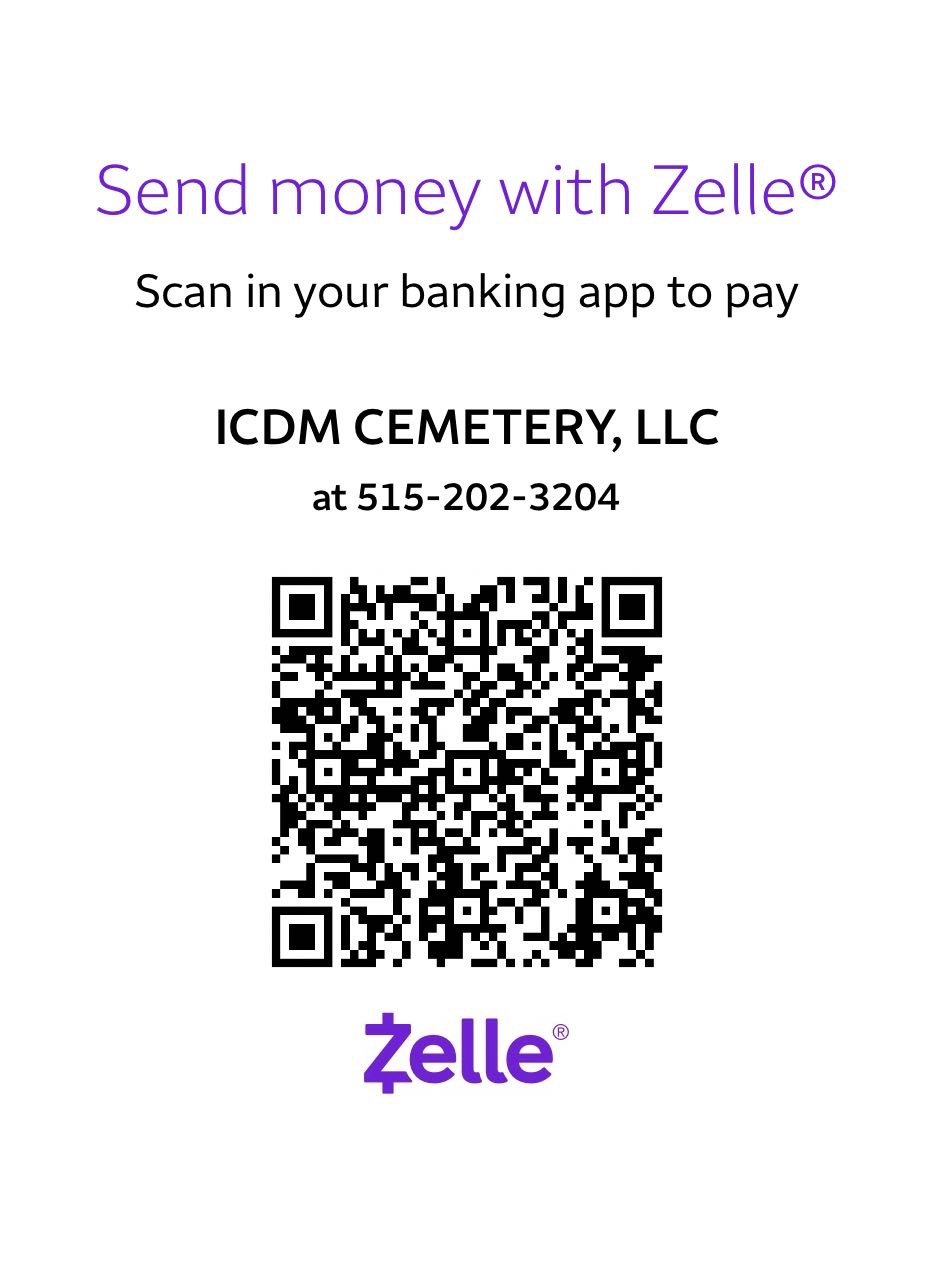 Send money with Zelle®
Scan in your banking app to pay
ICDM CEMETERY, LLC
at 515-202-3204
Zelle®